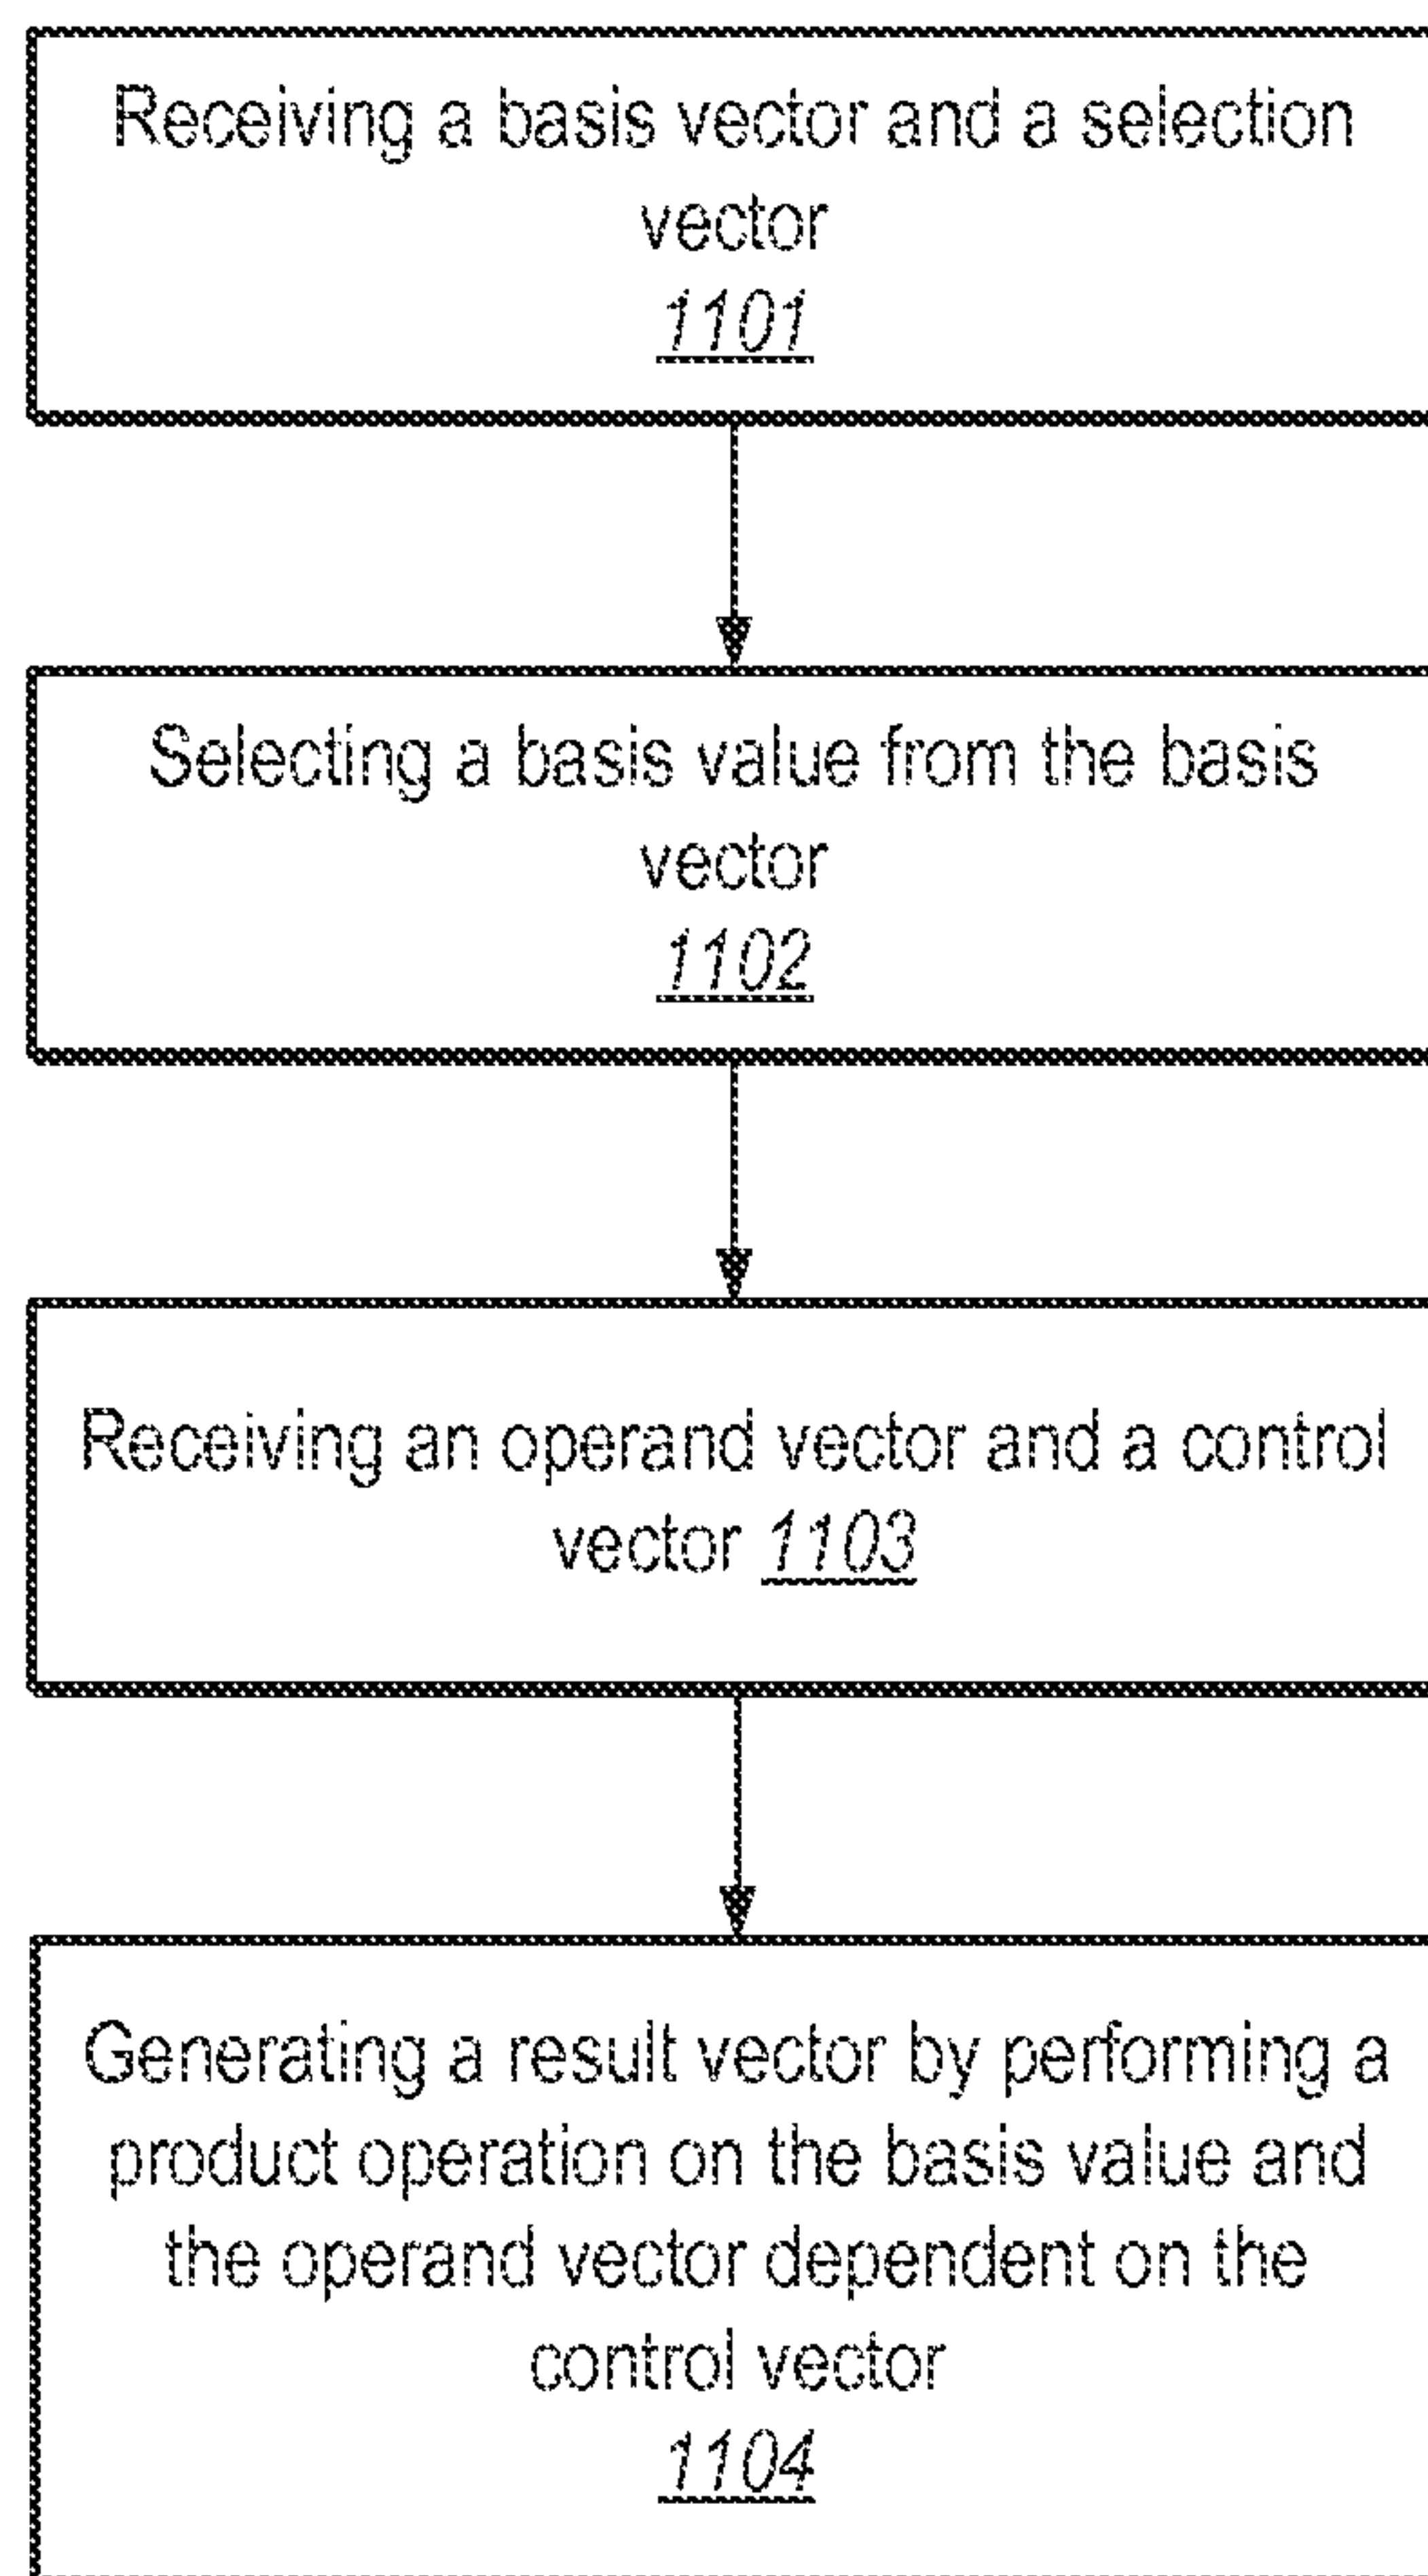 Receiving a basis vector and a selection
vector
1101
Selecting a basis value from the basis
vector
1102
Receiving an operand vector and a control
vector 1103
Generating a result vector by performing a
product operation on the basis value and
the operand vector dependent on the
control vector
1104